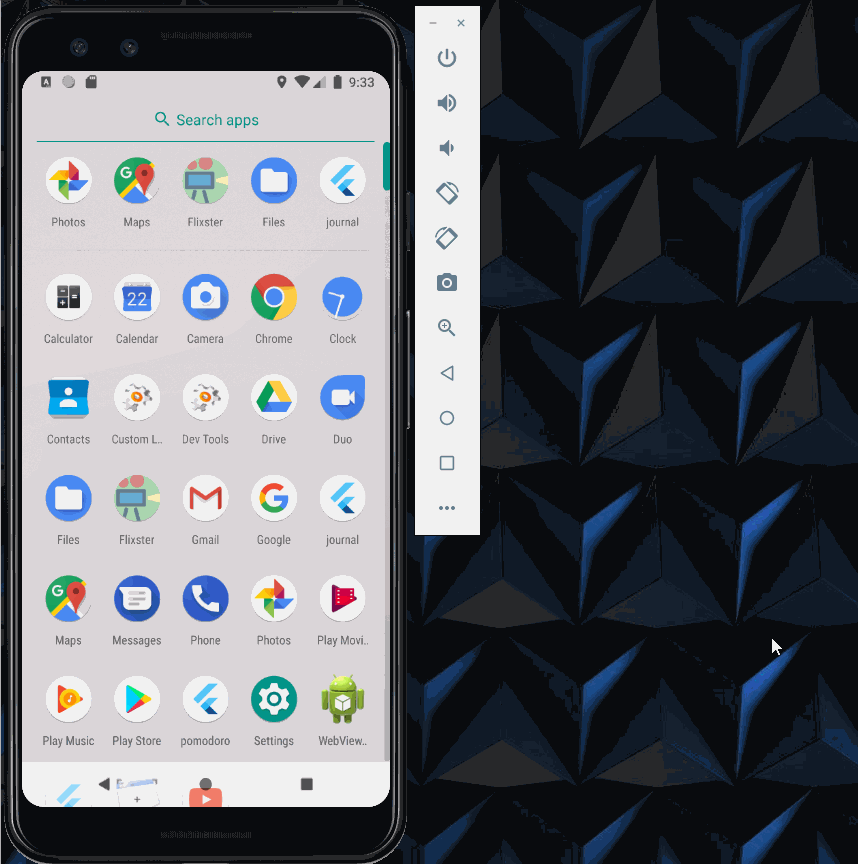 9:33
Search apps
Photos Maps Flixster Files journal
22
Calculator Calendar Camera Chrome Clock
Contacts Custom L.. Dev Tools Drive Duo
Files Flixster Gmail Google journal
Maps Messages Phone Photos Play Movi..
Play Music Play Store pomodoro Settings WebView..